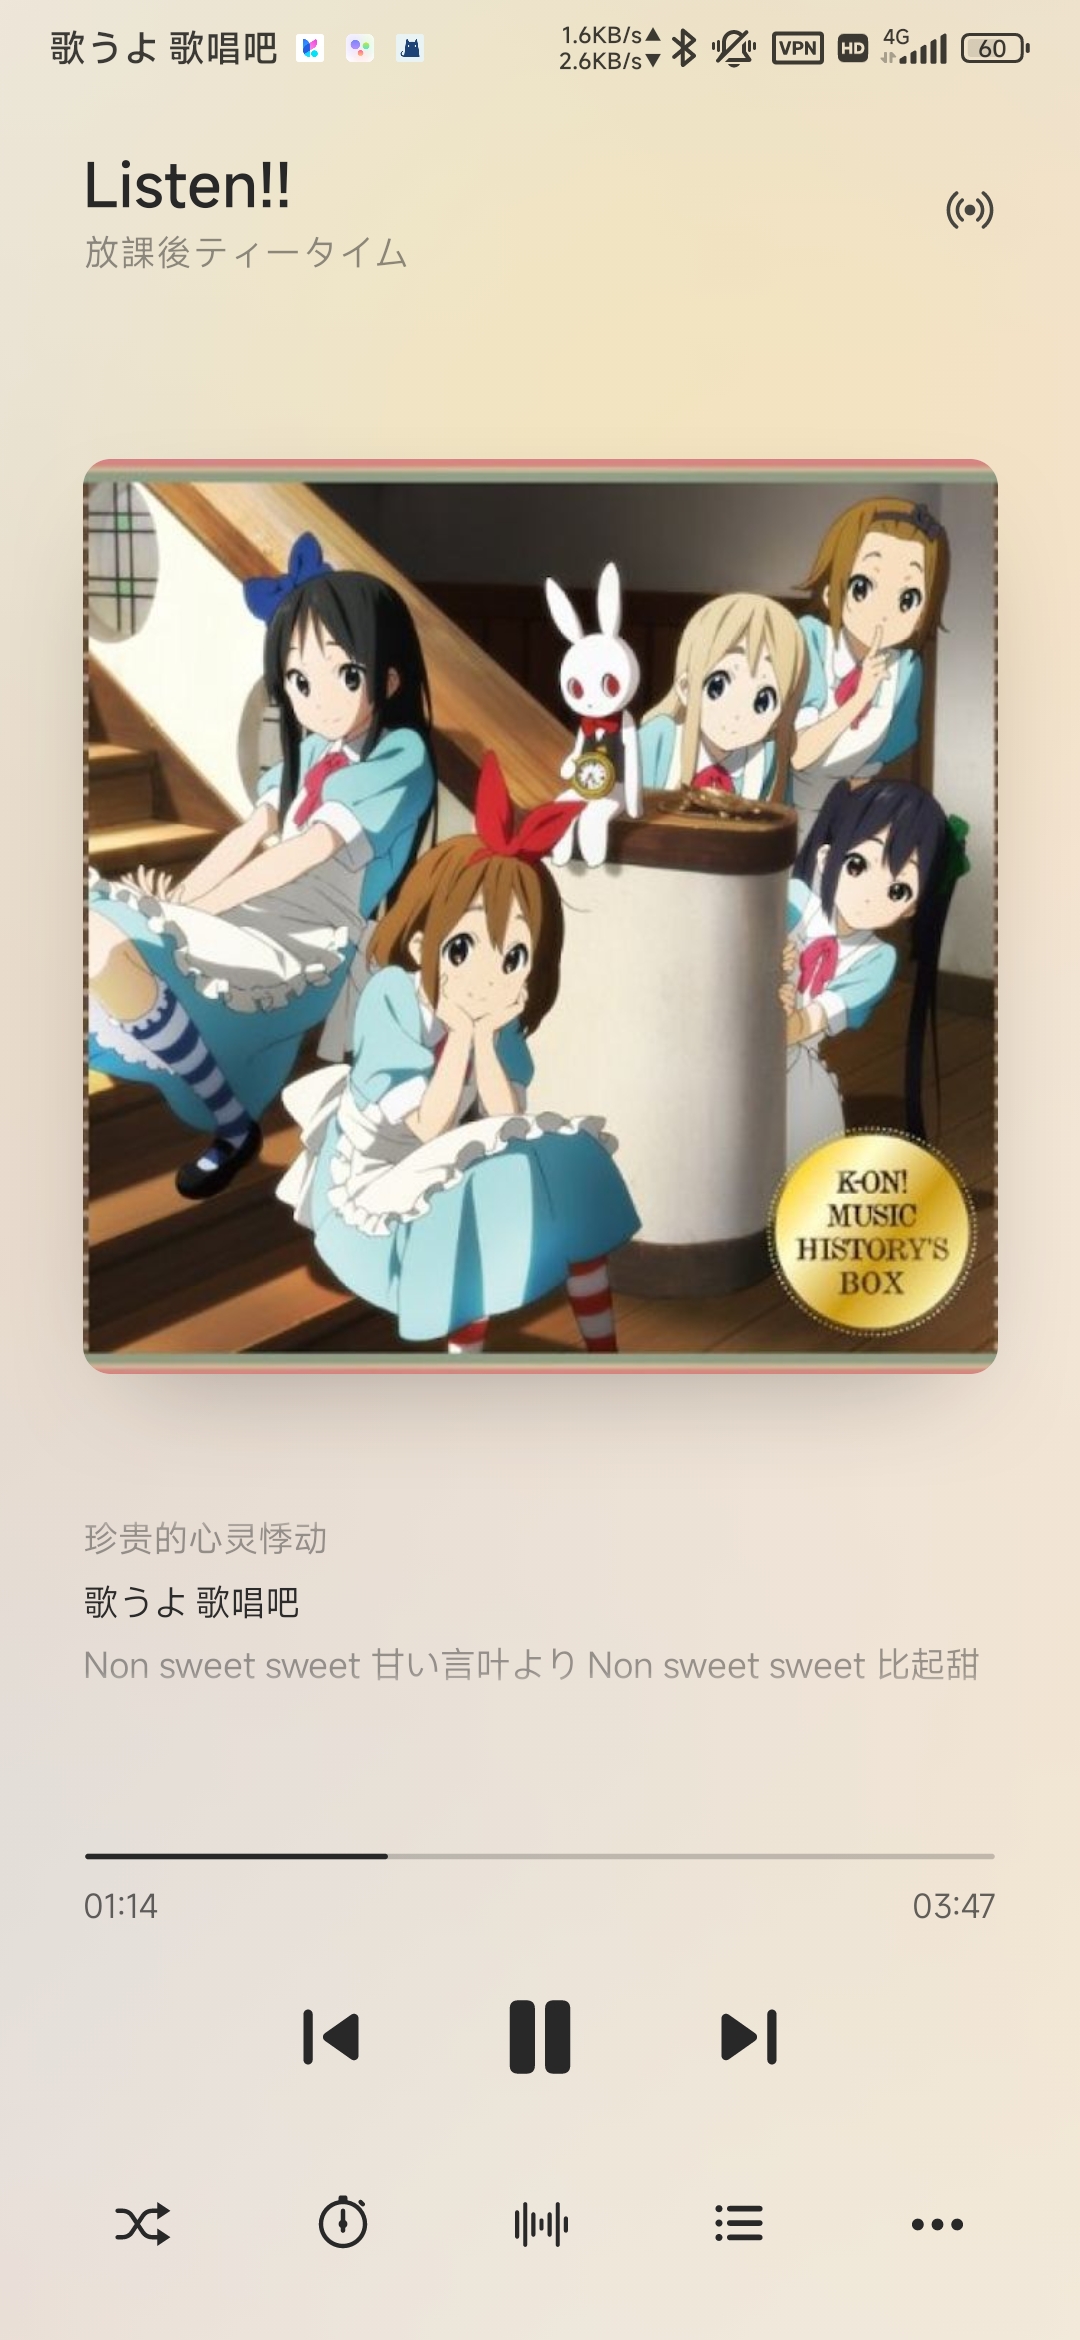 歌うよ 歌唱吧
1.6KB/s
2.6KB/s
VPN
HD
4G
60
Listen!!
放課後ティータイム
K-ON!
MUSIC
HISTORY'S
BOX
珍贵的心灵悸动
歌うよ 歌唱吧
Non sweet sweet 甘い言叶より Non sweet sweet 比起甜
01:14
03:47